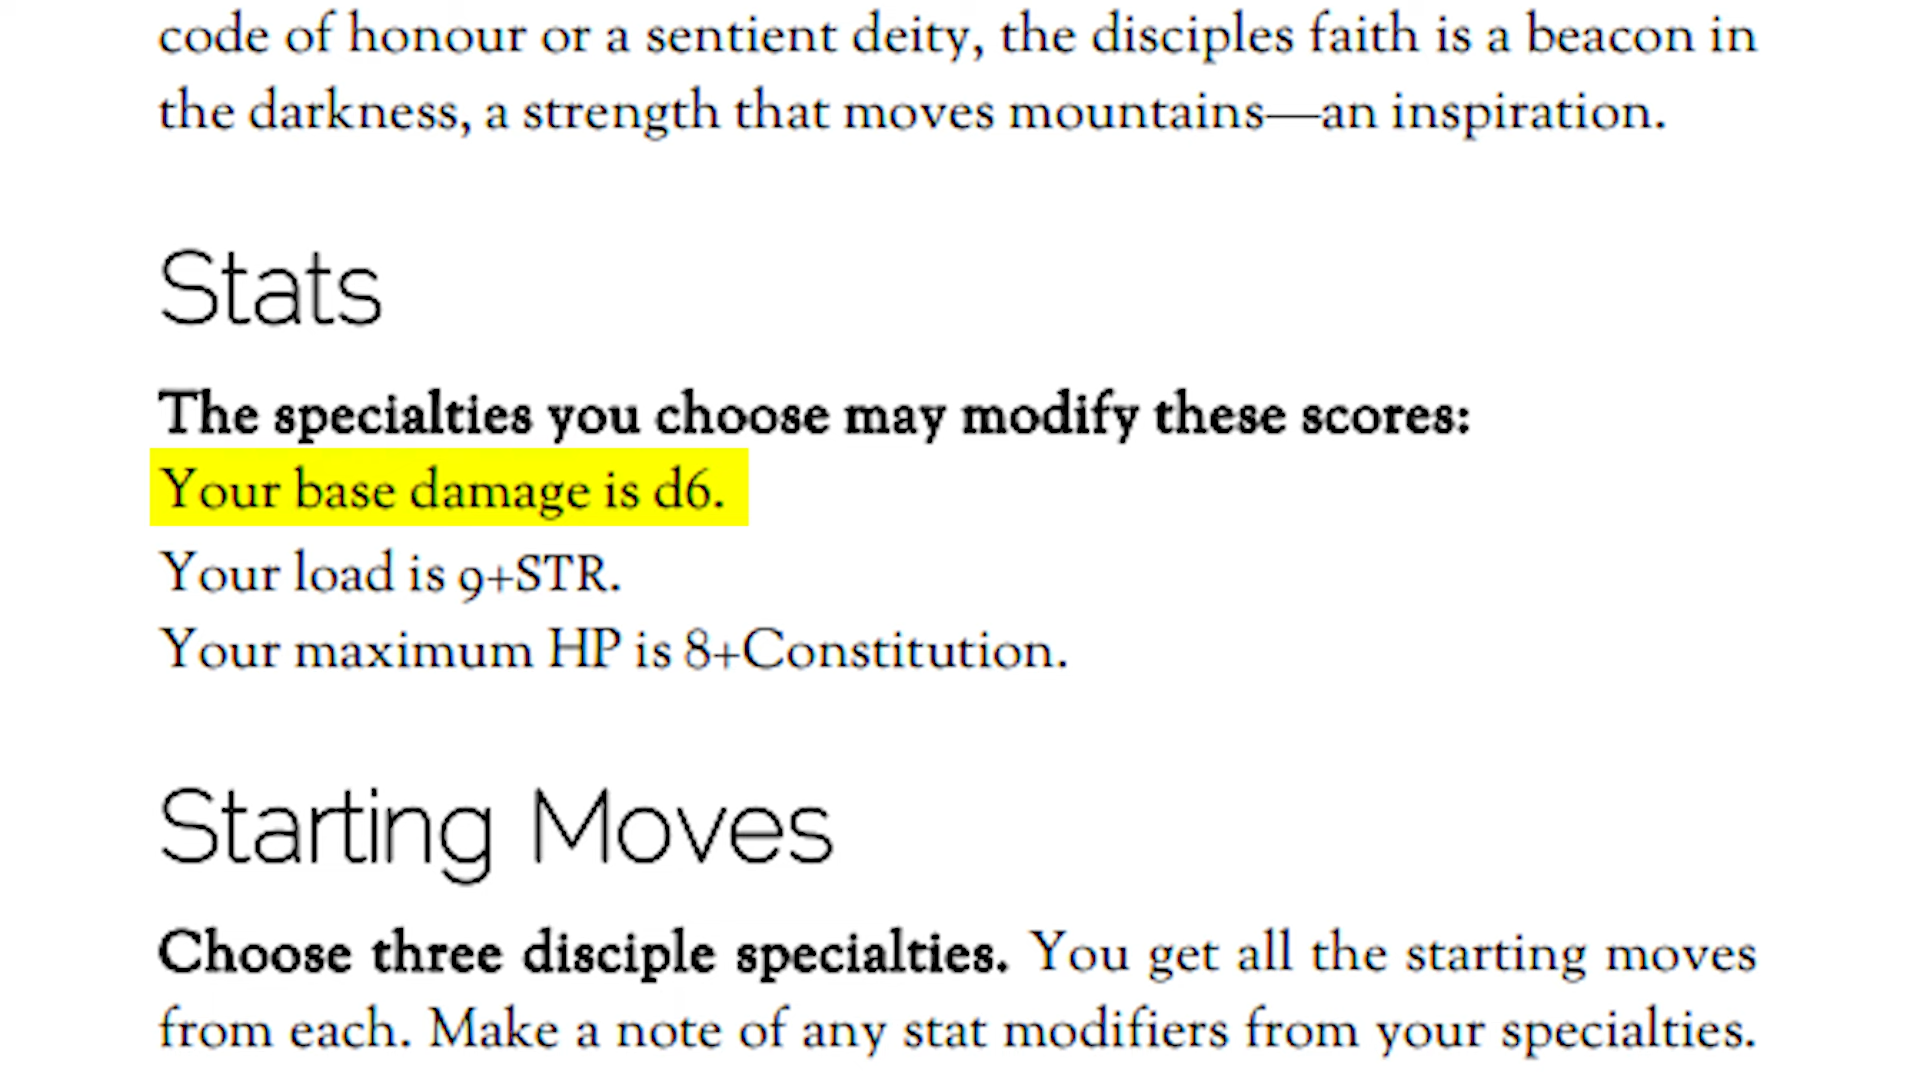 code of honour or a sentient deity, the disciples faith is a beacon in
the darkness, a strength that moves mountains—an inspiration.
Stats
The specialties you choose may modify these scores:
Your base damage is d6.
Your load is 9+STR.
Your maximum HP is 8+Constitution.
Starting Moves
Choose three disciple specialties. You get all the starting moves
from each. Make a note of any stat modifiers from your specialties.